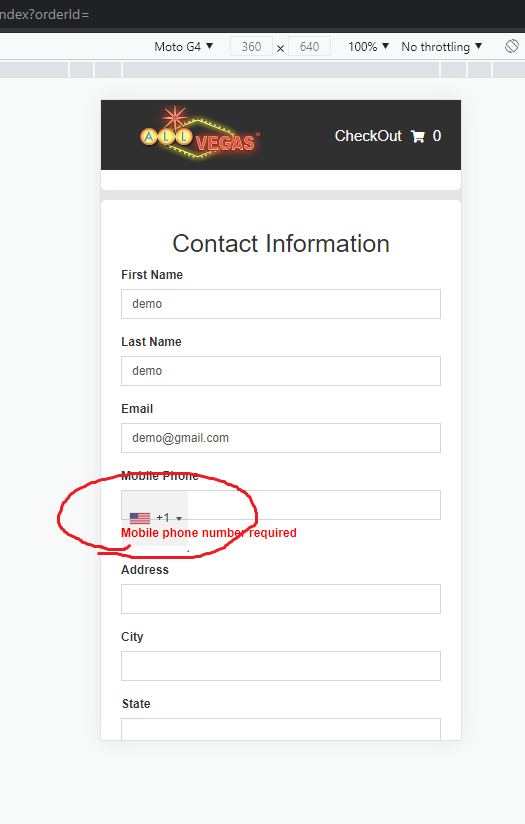 ndex?orderId=
Moto G4 ▼ 360 x 640 100% ▼ No throttling ▼
ALL VEGAS CheckOut 0
Contact Information
First Name
demo
Last Name
demo
Email
demo@gmail.com
Mobile Phone
+1
Mobile phone number required
Address
City
State